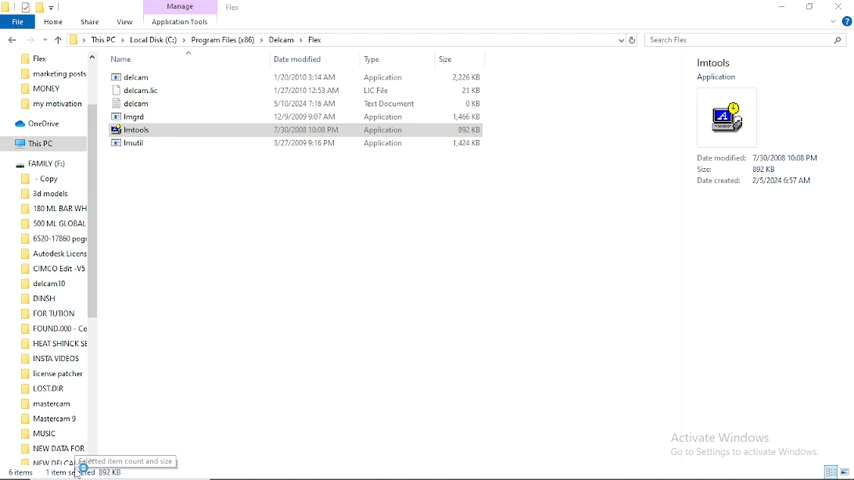 Manage
Flex
File
Home
Share
View
Application Tools
This PC
Local Disk (C:)
Program Files (x86)
Delcam
Flex
Search Flex
Flex
marketing posts
MONEY
my motivation
OneDrive
This PC
FAMILY (F:)
- Copy
3d models
180 ML BAR WH
500 ML GLOBAL
6520-17860 pogr
Autodesk Licens
CIMCO Edit -V5
delcam10
DINSH
FOR TUTION
FOUND.000 - Co
HEAT SHINCK SE
INSTA VIDEOS
license patcher
LOST.DIR
mastercam
Mastercam 9
MUSIC
NEW DATA FOR
NEW DELCAM
Name Date modified Type Size
delcam 1/20/2010 3:14 AM Application 2,226 KB
delcam.lic 1/27/2010 12:53 AM LIC File 21 KB
delcam 5/10/2024 7:16 AM Text Document 0 KB
lmgrd 12/9/2009 9:07 AM Application 1,466 KB
lmtools 7/30/2008 10:08 PM Application 892 KB
lmutil 3/27/2009 9:16 PM Application 1,424 KB
lmtools
Application
Date modified: 7/30/2008 10:08 PM
Size: 892 KB
Date created: 2/5/2024 6:57 AM
Activate Windows
Go to Settings to activate Windows.
Selected item count and size
6 items 1 item selected 892 KB